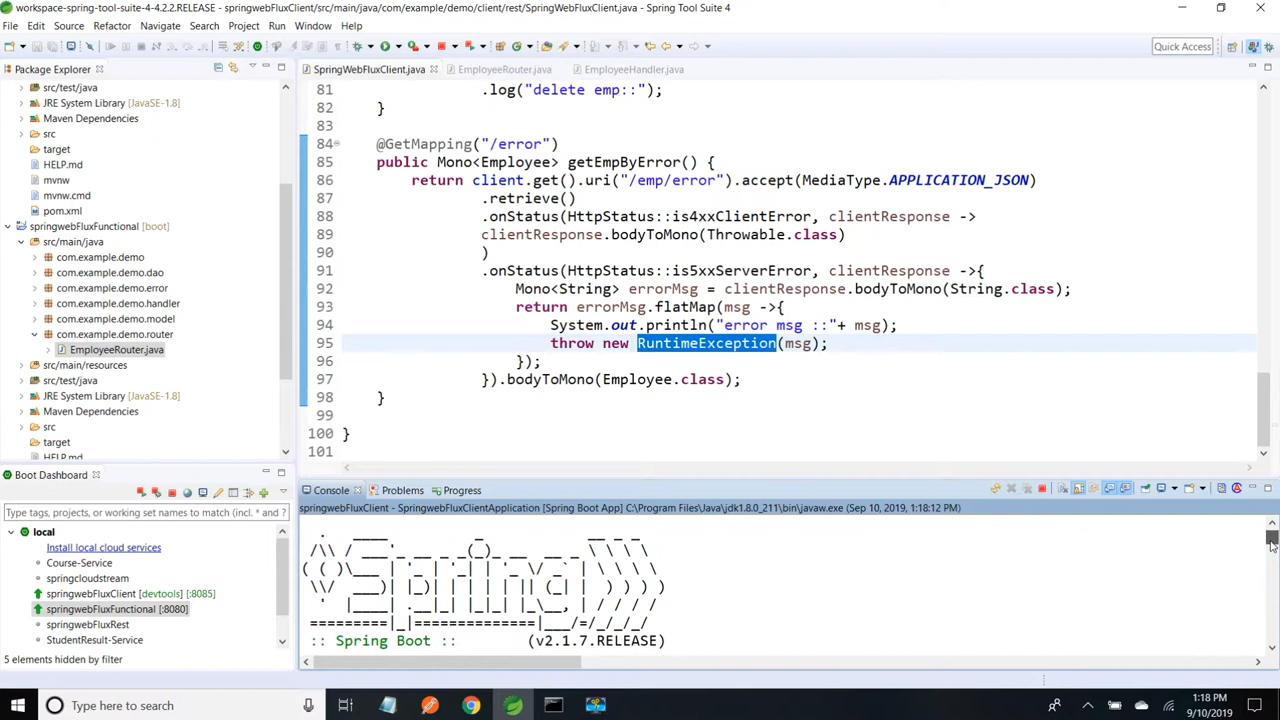 workspace-spring-tool-suite-4-4.2.2.RELEASE - springwebFluxClient/src/main/java/com/example/demo/client/rest/SpringWebFluxClient.java - Spring Tool Suite 4
File Edit Source Refactor Navigate Search Project Run Window Help
Quick Access
Package Explorer
src/test/java
JRE System Library [JavaSE-1.8]
Maven Dependencies
src
target
HELP.md
mvnw
mvnw.cmd
pom.xml
springwebFluxFunctional [boot]
src/main/java
com.example.demo
com.example.demo.dao
com.example.demo.error
com.example.demo.handler
com.example.demo.model
com.example.demo.router
EmployeeRouter.java
src/main/resources
src/test/java
JRE System Library [JavaSE-1.8]
Maven Dependencies
src
target
HELP.md
SpringWebFluxClient.java EmployeeRouter.java EmployeeHandler.java
81 .log("delete emp::");
82 }
83
84 @GetMapping("/error")
85 public Mono<Employee> getEmpByError() {
86 return client.get().uri("/emp/error").accept(MediaType.APPLICATION_JSON)
87 .retrieve()
88 .onStatus(HttpStatus::is4xxClientError, clientResponse ->
89 clientResponse.bodyToMono(Throwable.class)
90 )
91 .onStatus(HttpStatus::is5xxServerError, clientResponse ->{
92 Mono<String> errorMsg = clientResponse.bodyToMono(String.class);
93 return errorMsg.flatMap(msg ->{
94 System.out.println("error msg ::"+ msg);
95 throw new RuntimeException(msg);
96 });
97 }).bodyToMono(Employee.class);
98 }
99
100 }
101
Boot Dashboard
Type tags, projects, or working set names to match (incl. * and ?)
local
Install local cloud services
Course-Service
springcloudstream
springwebFluxClient [devtools] [:8085]
springwebFluxFunctional [:8080]
springwebFluxRest
StudentResult-Service
5 elements hidden by filter
Console Problems Progress
springwebFluxClient - SpringwebFluxClientApplication [Spring Boot App] C:\Program Files\Java\jdk1.8.0_211\bin\javaw.exe (Sep 10, 2019, 1:18:12 PM)
:: Spring Boot :: (v2.1.7.RELEASE)
Type here to search
1:18 PM
9/10/2019